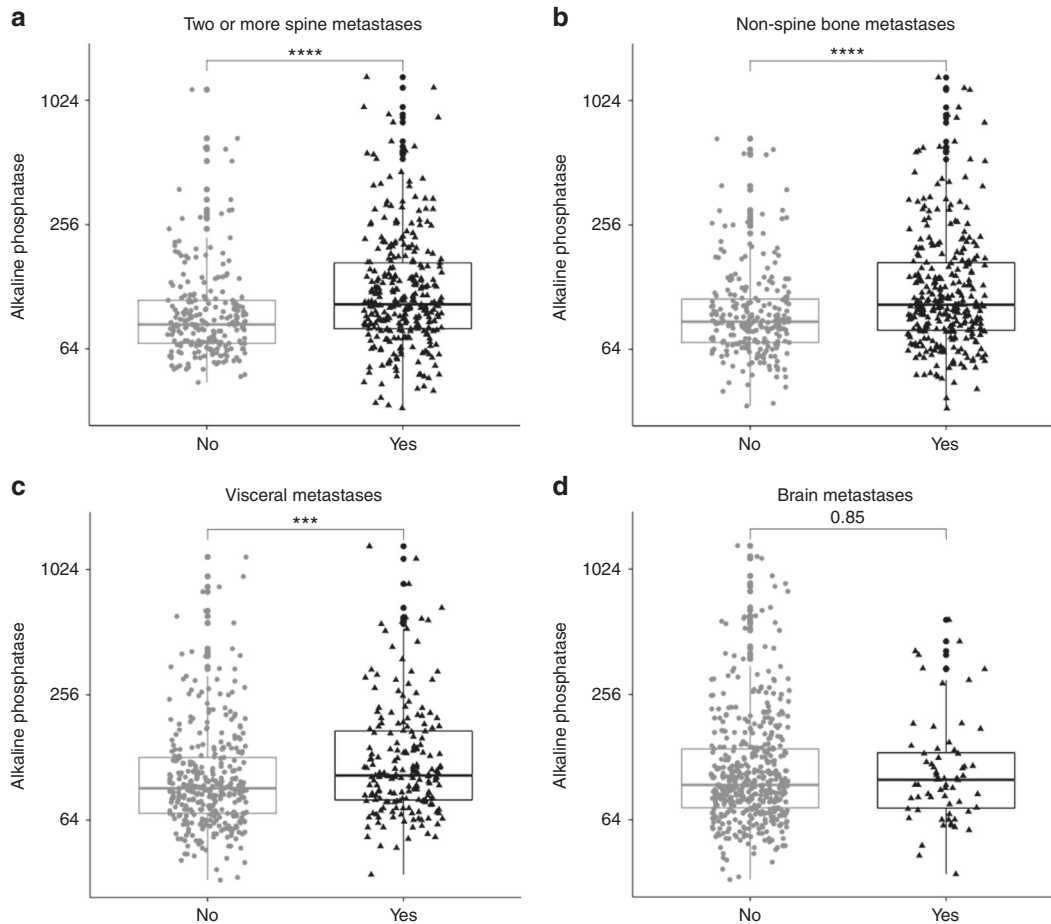 a
Two or more spine metastases
****
1024
256
64
Alkaline phosphatase
No
Yes
b
Non-spine bone metastases
****
1024
256
64
Alkaline phosphatase
No
Yes
c
Visceral metastases
***
1024
256
64
Alkaline phosphatase
No
Yes
d
Brain metastases
0.85
1024
256
64
Alkaline phosphatase
No
Yes